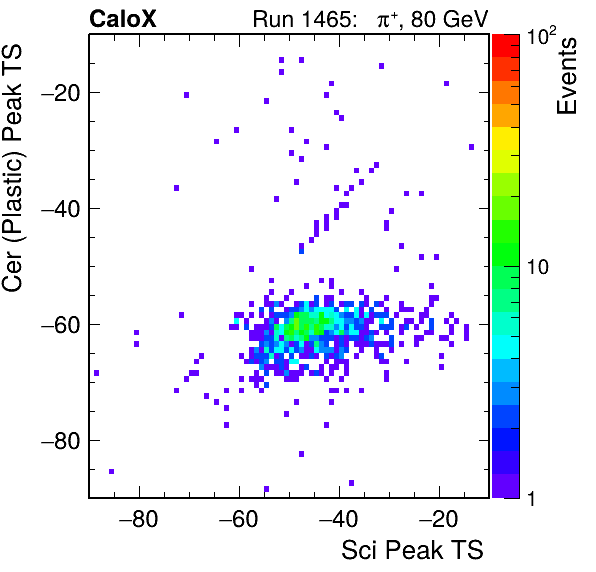 CaloX Run 1465: π+, 80 GeV
Cer (Plastic) Peak TS
−20
−40
−60
−80
−80 −60 −40 −20
Sci Peak TS
10²
10
1
Events